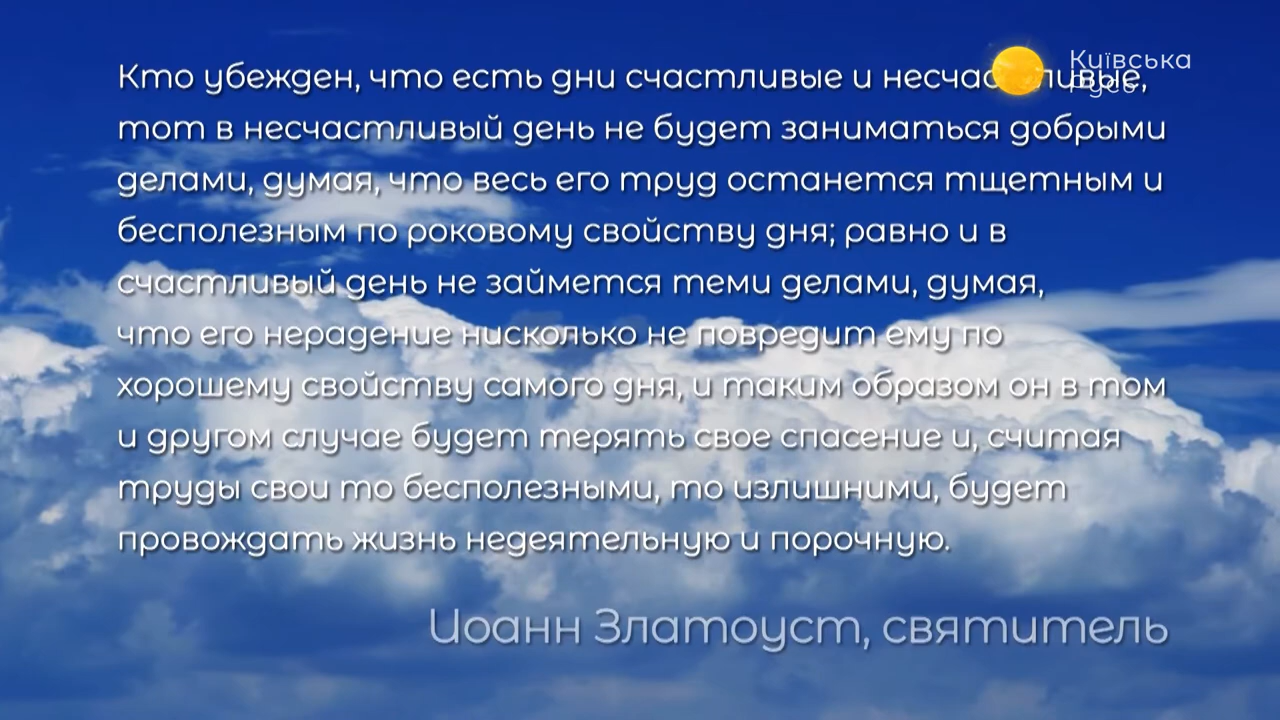 Кто убежден, что есть дни счастливые и несчастливые,
тот в несчастливый день не будет заниматься добрыми
делами, думая, что весь его труд останется тщетным и
бесполезным по роковому свойству дня; равно и в
счастливый день не займется теми делами, думая,
что его нерадение нисколько не повредит ему по
хорошему свойству самого дня, и таким образом он в том
и другом случае будет терять свое спасение и, считая
труды свои то бесполезными, то излишними, будет
провождать жизнь недеятельную и порочную.
Иоанн Златоуст, святитель
Київська
Русь